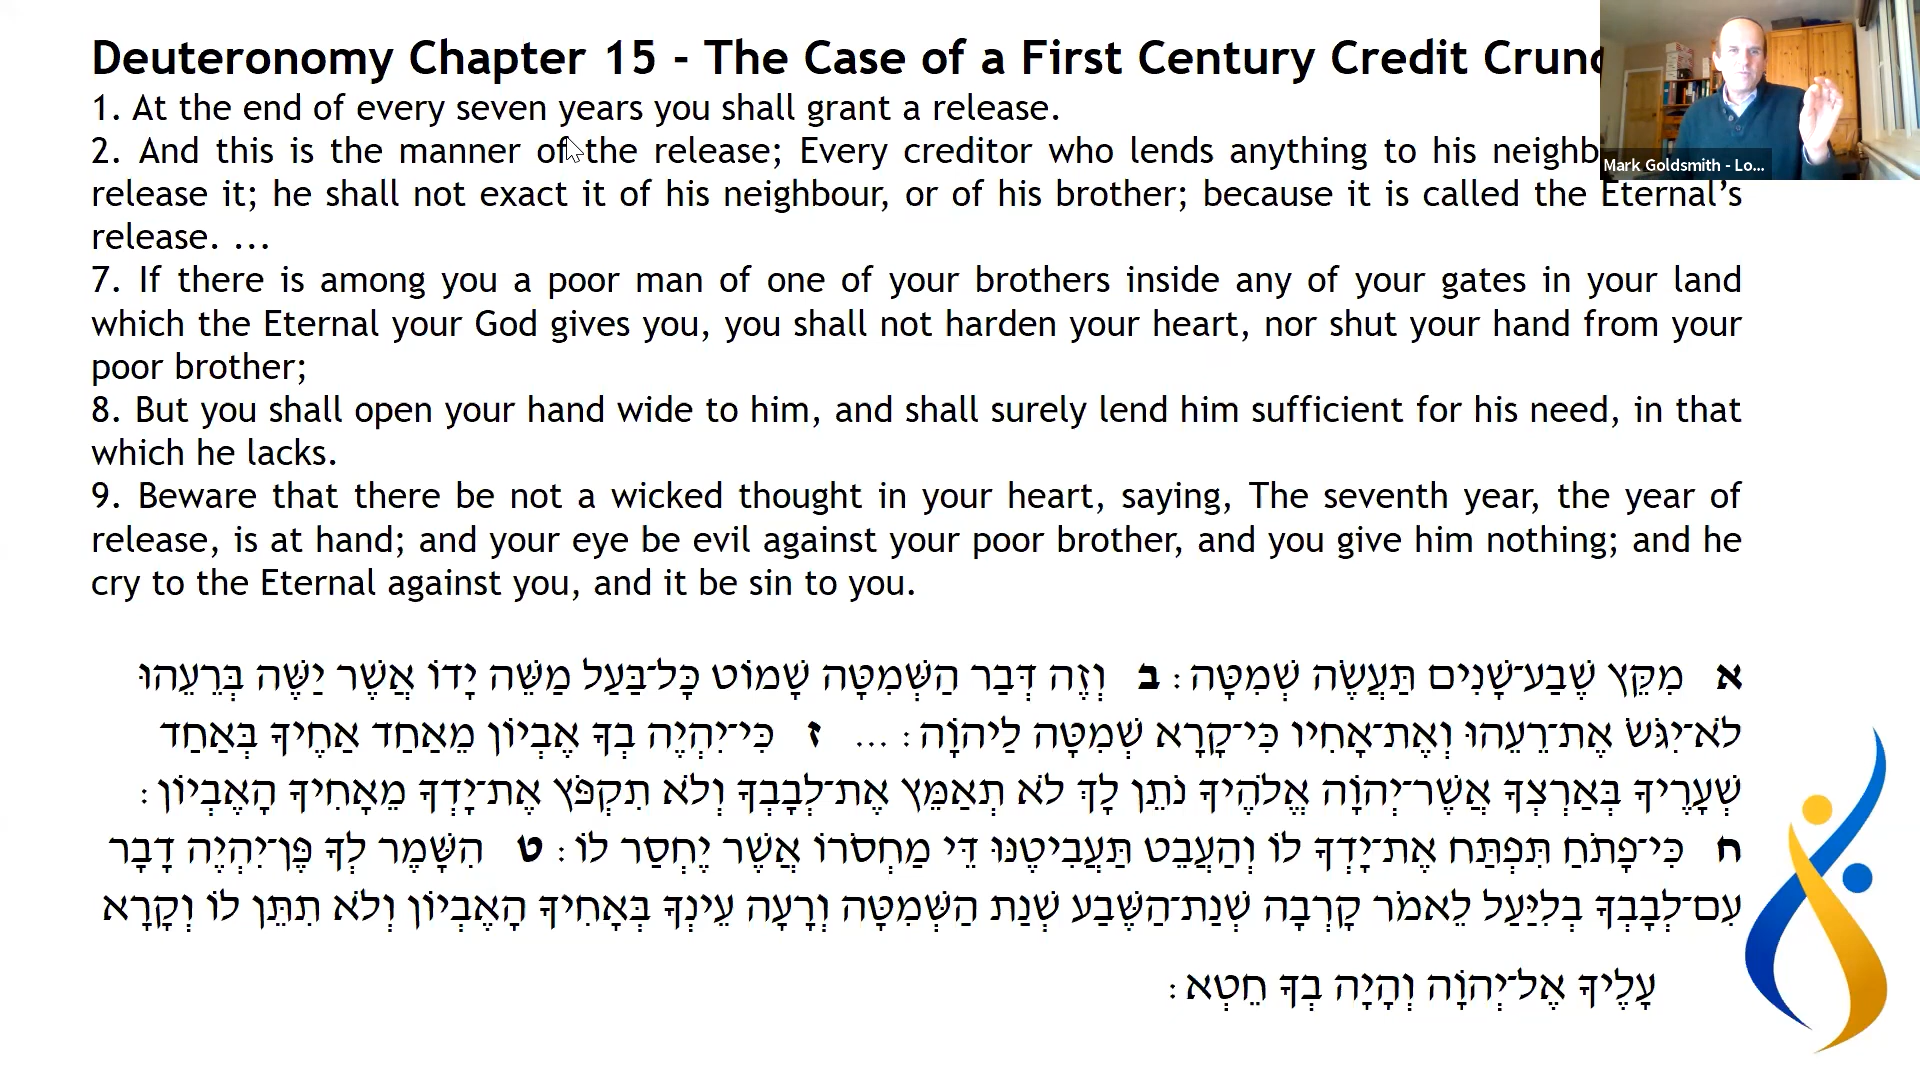 Deuteronomy Chapter 15 - The Case of a First Century Credit
1. At the end of every seven years you shall grant a release.
2. And this is the manner of the release; Every creditor who lends anything to his
release it; he shall not exact it of his neighbour, or of his brother; because it is called the Eternal’s
release. ...
7. If there is among you a poor man of one of your brothers inside any of your gates in your land
which the Eternal your God gives you, you shall not harden your heart, nor shut your hand from your
poor brother;
8. But you shall open your hand wide to him, and shall surely lend him sufficient for his need, in that
which he lacks.
9. Beware that there be not a wicked thought in your heart, saying, The seventh year, the year of
release, is at hand; and your eye be evil against your poor brother, and you give him nothing; and he
cry to the Eternal against you, and it be sin to you.
א מִקֵּץ שֶׁבַע־שָׁנִים תַּעֲשֶׂה שְׁמִטָּה: ב וְזֶה דְּבַר הַשְּׁמִטָּה שָׁמוֹט כָּל־בַּעַל מַשֵּׁה יָדוֹ אֲשֶׁר יַשֶּׁה בְּרֵעֵהוּ
לֹא־יִגֹּשׂ אֶת־רֵעֵהוּ וְאֶת־אָחִיו כִּי־קָרָא שְׁמִטָּה לַיהוָֹה: ... ז כִּי־יִהְיֶה בְךָ אֶבְיוֹן מֵאַחַד אַחֶיךָ בְּאַחַד
שְׁעָרֶיךָ בְּאַרְצְךָ אֲשֶׁר־יְהוָֹה אֱלֹהֶיךָ נֹתֵן לָךְ לֹא תְאַמֵּץ אֶת־לְבָבְךָ וְלֹא תִקְפֹּץ אֶת־יָדְךָ מֵאָחִיךָ הָאֶבְיוֹן:
ח כִּי־פָתֹחַ תִּפְתַּח אֶת־יָדְךָ לוֹ וְהַעֲבֵט תַּעֲבִיטֶנּוּ דֵּי מַחְסֹרוֹ אֲשֶׁר יֶחְסַר לוֹ: ט הִשָּׁמֶר לְךָ פֶּן־יִהְיֶה דָבָר
עִם־לְבָבְךָ בְלִיַּעַל לֵאמֹר קָרְבָה שְׁנַת־הַשֶּׁבַע שְׁנַת הַשְּׁמִטָּה וְרָעָה עֵינְךָ בְּאָחִיךָ הָאֶבְיוֹן וְלֹא תִתֵּן לוֹ וְקָרָא
עָלֶיךָ אֶל־יְהוָֹה וְהָיָה בְךָ חֵטְא:
Mark Goldsmith - Lo...